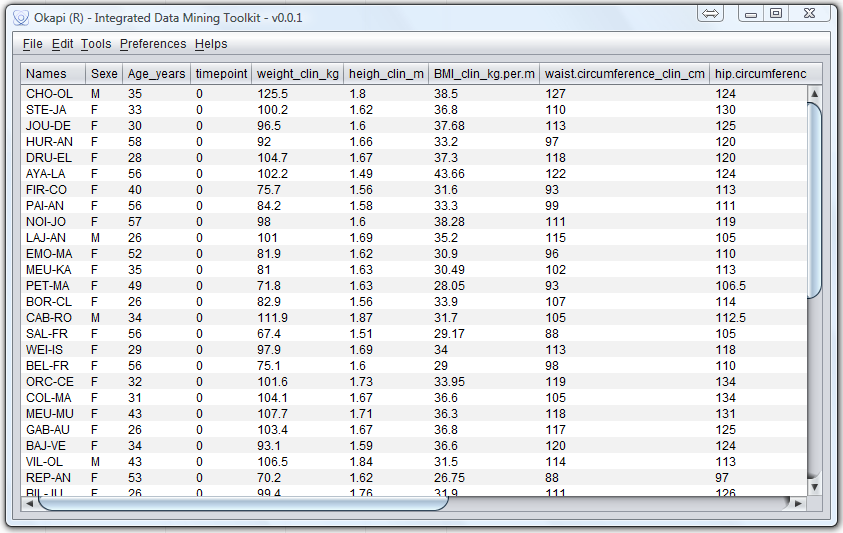 Okapi (R) - Integrated Data Mining Toolkit - v0.0.1
File Edit Tools Preferences Helps
Names Sexe Age_years timepoint weight_clin_kg heigh_clin_m BMI_clin_kg.per.m waist.circumference_clin_cm hip.circumferenc
CHO-OL M 35 0 125.5 1.8 38.5 127 124
STE-JA F 33 0 100.2 1.62 36.8 110 130
JOU-DE F 30 0 96.5 1.6 37.68 113 125
HUR-AN F 58 0 92 1.66 33.2 97 120
DRU-EL F 28 0 104.7 1.67 37.3 118 120
AYA-LA F 56 0 102.2 1.49 43.66 122 124
FIR-CO F 40 0 75.7 1.56 31.6 93 113
PAI-AN F 56 0 84.2 1.58 33.3 99 111
NOI-JO F 57 0 98 1.6 38.28 111 119
LAJ-AN M 26 0 101 1.69 35.2 115 105
EMO-MA F 52 0 81.9 1.62 30.9 96 110
MEU-KA F 35 0 81 1.63 30.49 102 113
PET-MA F 49 0 71.8 1.63 28.05 93 106.5
BOR-CL F 26 0 82.9 1.56 33.9 107 114
CAB-RO M 34 0 111.9 1.87 31.7 105 112.5
SAL-FR F 56 0 67.4 1.51 29.17 88 105
WEI-IS F 29 0 97.9 1.69 34 113 118
BEL-FR F 56 0 75.1 1.6 29 98 110
ORC-CE F 32 0 101.6 1.73 33.95 119 134
COL-MA F 31 0 104.1 1.67 36.6 105 134
MEU-MU F 43 0 107.7 1.71 36.3 118 131
GAB-AU F 26 0 103.4 1.67 36.8 117 125
BAJ-VE F 34 0 93.1 1.59 36.6 120 124
VIL-OL M 43 0 106.5 1.84 31.5 114 113
REP-AN F 53 0 70.2 1.62 26.75 88 97
BIL-JU F 26 0 99.4 1.76 31.9 111 126